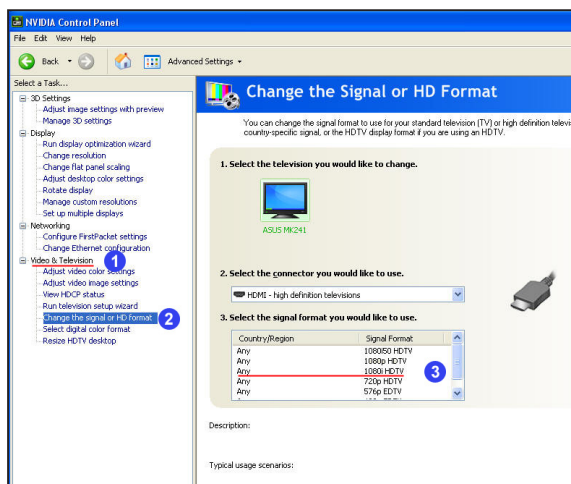 NVIDIA Control Panel
File Edit View Help
Back
Advanced Settings
Select a Task...
3D Settings
Adjust image settings with preview
Manage 3D settings
Display
Run display optimization wizard
Change resolution
Change flat panel scaling
Adjust desktop color settings
Rotate display
Manage custom resolutions
Set up multiple displays
Networking
Configure FirstPacket settings
Change Ethernet configuration
Video & Television
1
Adjust video color settings
Adjust video image settings
View HDCP status
Run television setup wizard
Change the signal or HD format
2
Select digital color format
Resize HDTV desktop
Change the Signal or HD Format
You can change the signal format to use for your standard television (TV) or high definition
country-specific signal, or the HDTV display format if you are using an HDTV.
1. Select the television you would like to change.
ASUS MK241
2. Select the connector you would like to use.
HDMI - high definition televisions
3. Select the signal format you would like to use.
Country/Region Signal Format
Any 1080i50 HDTV
Any 1080p HDTV
Any 1080i HDTV
3
Any 720p HDTV
Any 576p EDTV
Description:
Typical usage scenarios: